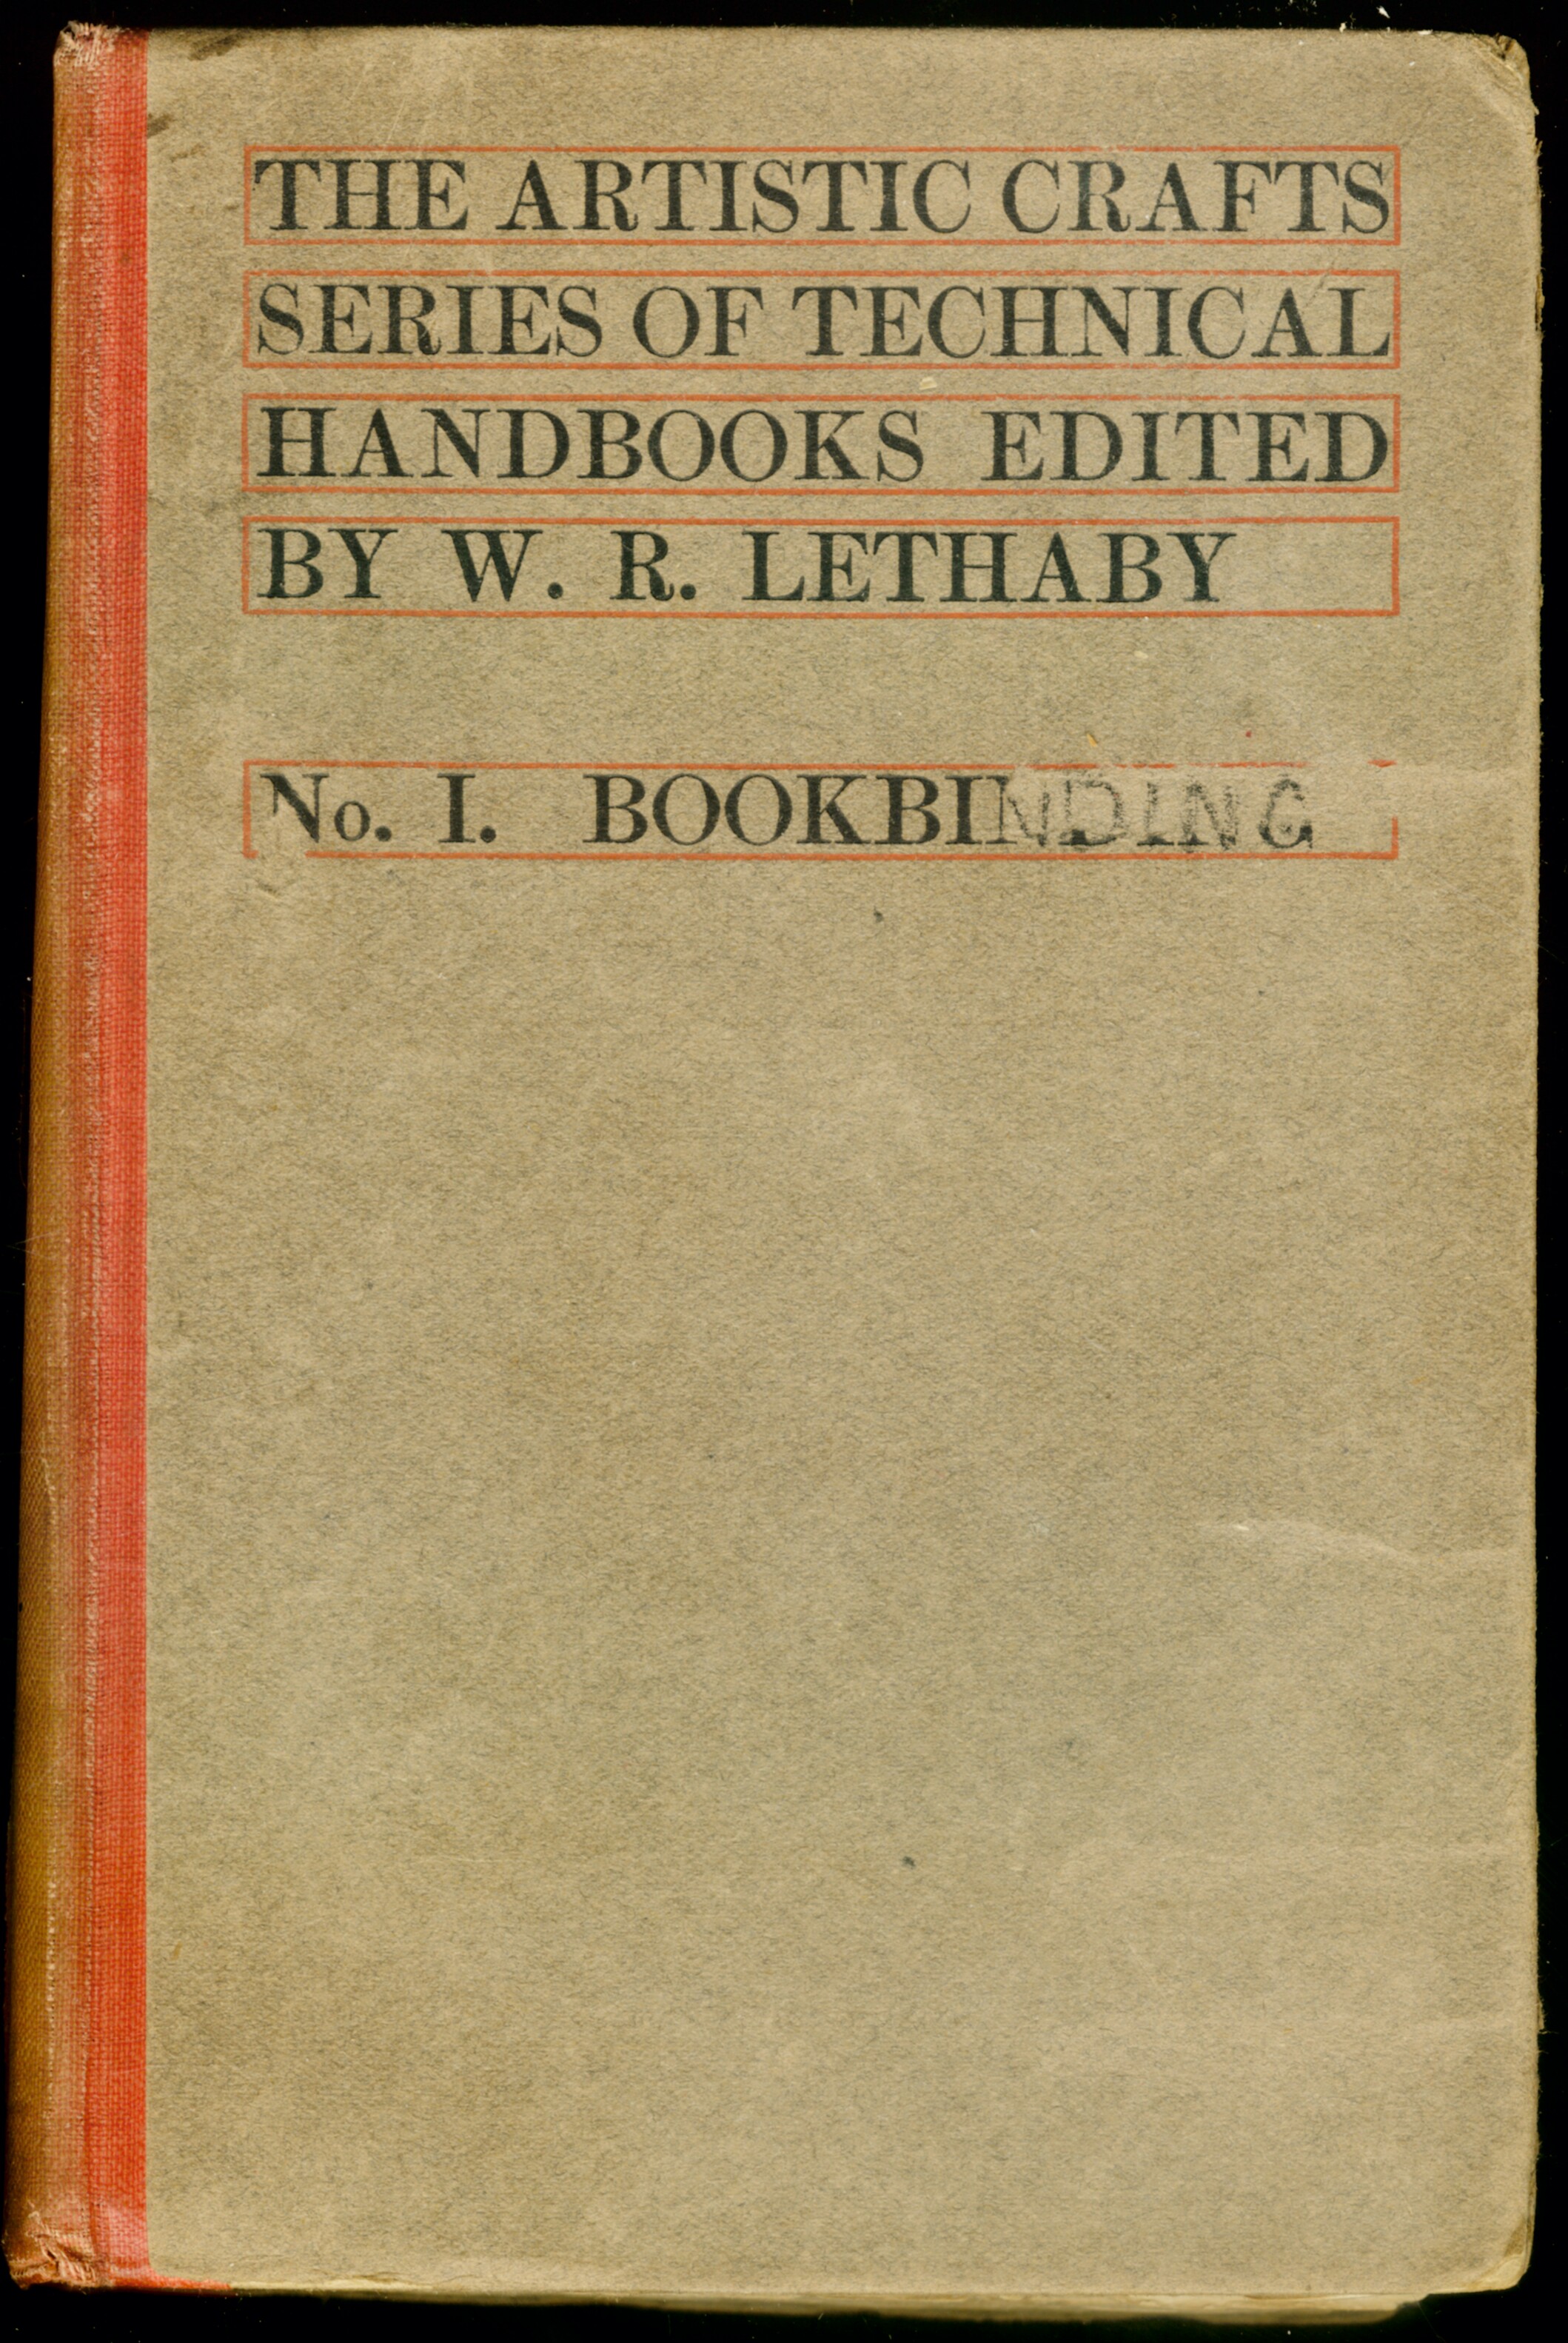 THE ARTISTIC CRAFTS
SERIES OF TECHNICAL
HANDBOOKS EDITED
BY W. R. LETHABY
No. I. BOOKBINDING